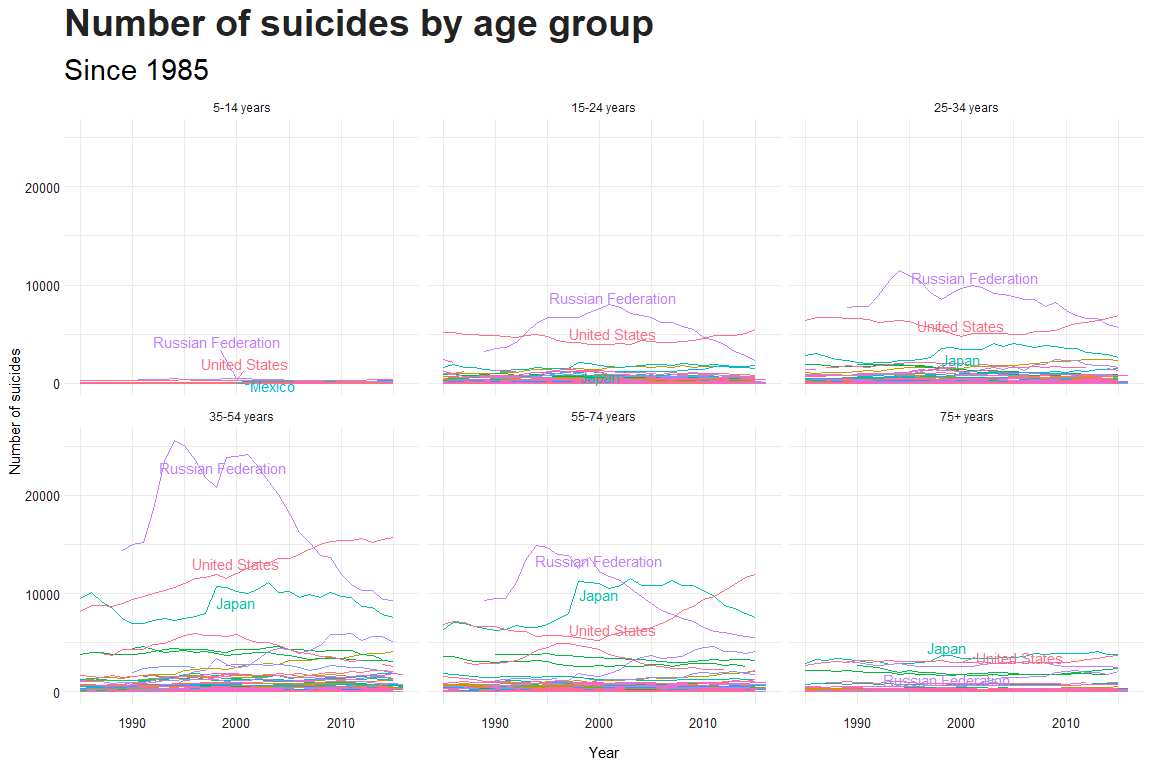 Number of suicides by age group
Since 1985
5-14 years
15-24 years
25-34 years
20000
10000
0
Russian Federation
United States
Mexico
Russian Federation
United States
Japan
Russian Federation
United States
Japan
Number of suicides
35-54 years
55-74 years
75+ years
20000
10000
0
Russian Federation
United States
Japan
Russian Federation
Japan
United States
Japan
United States
Russian Federation
1990
2000
2010
1990
2000
2010
1990
2000
2010
Year